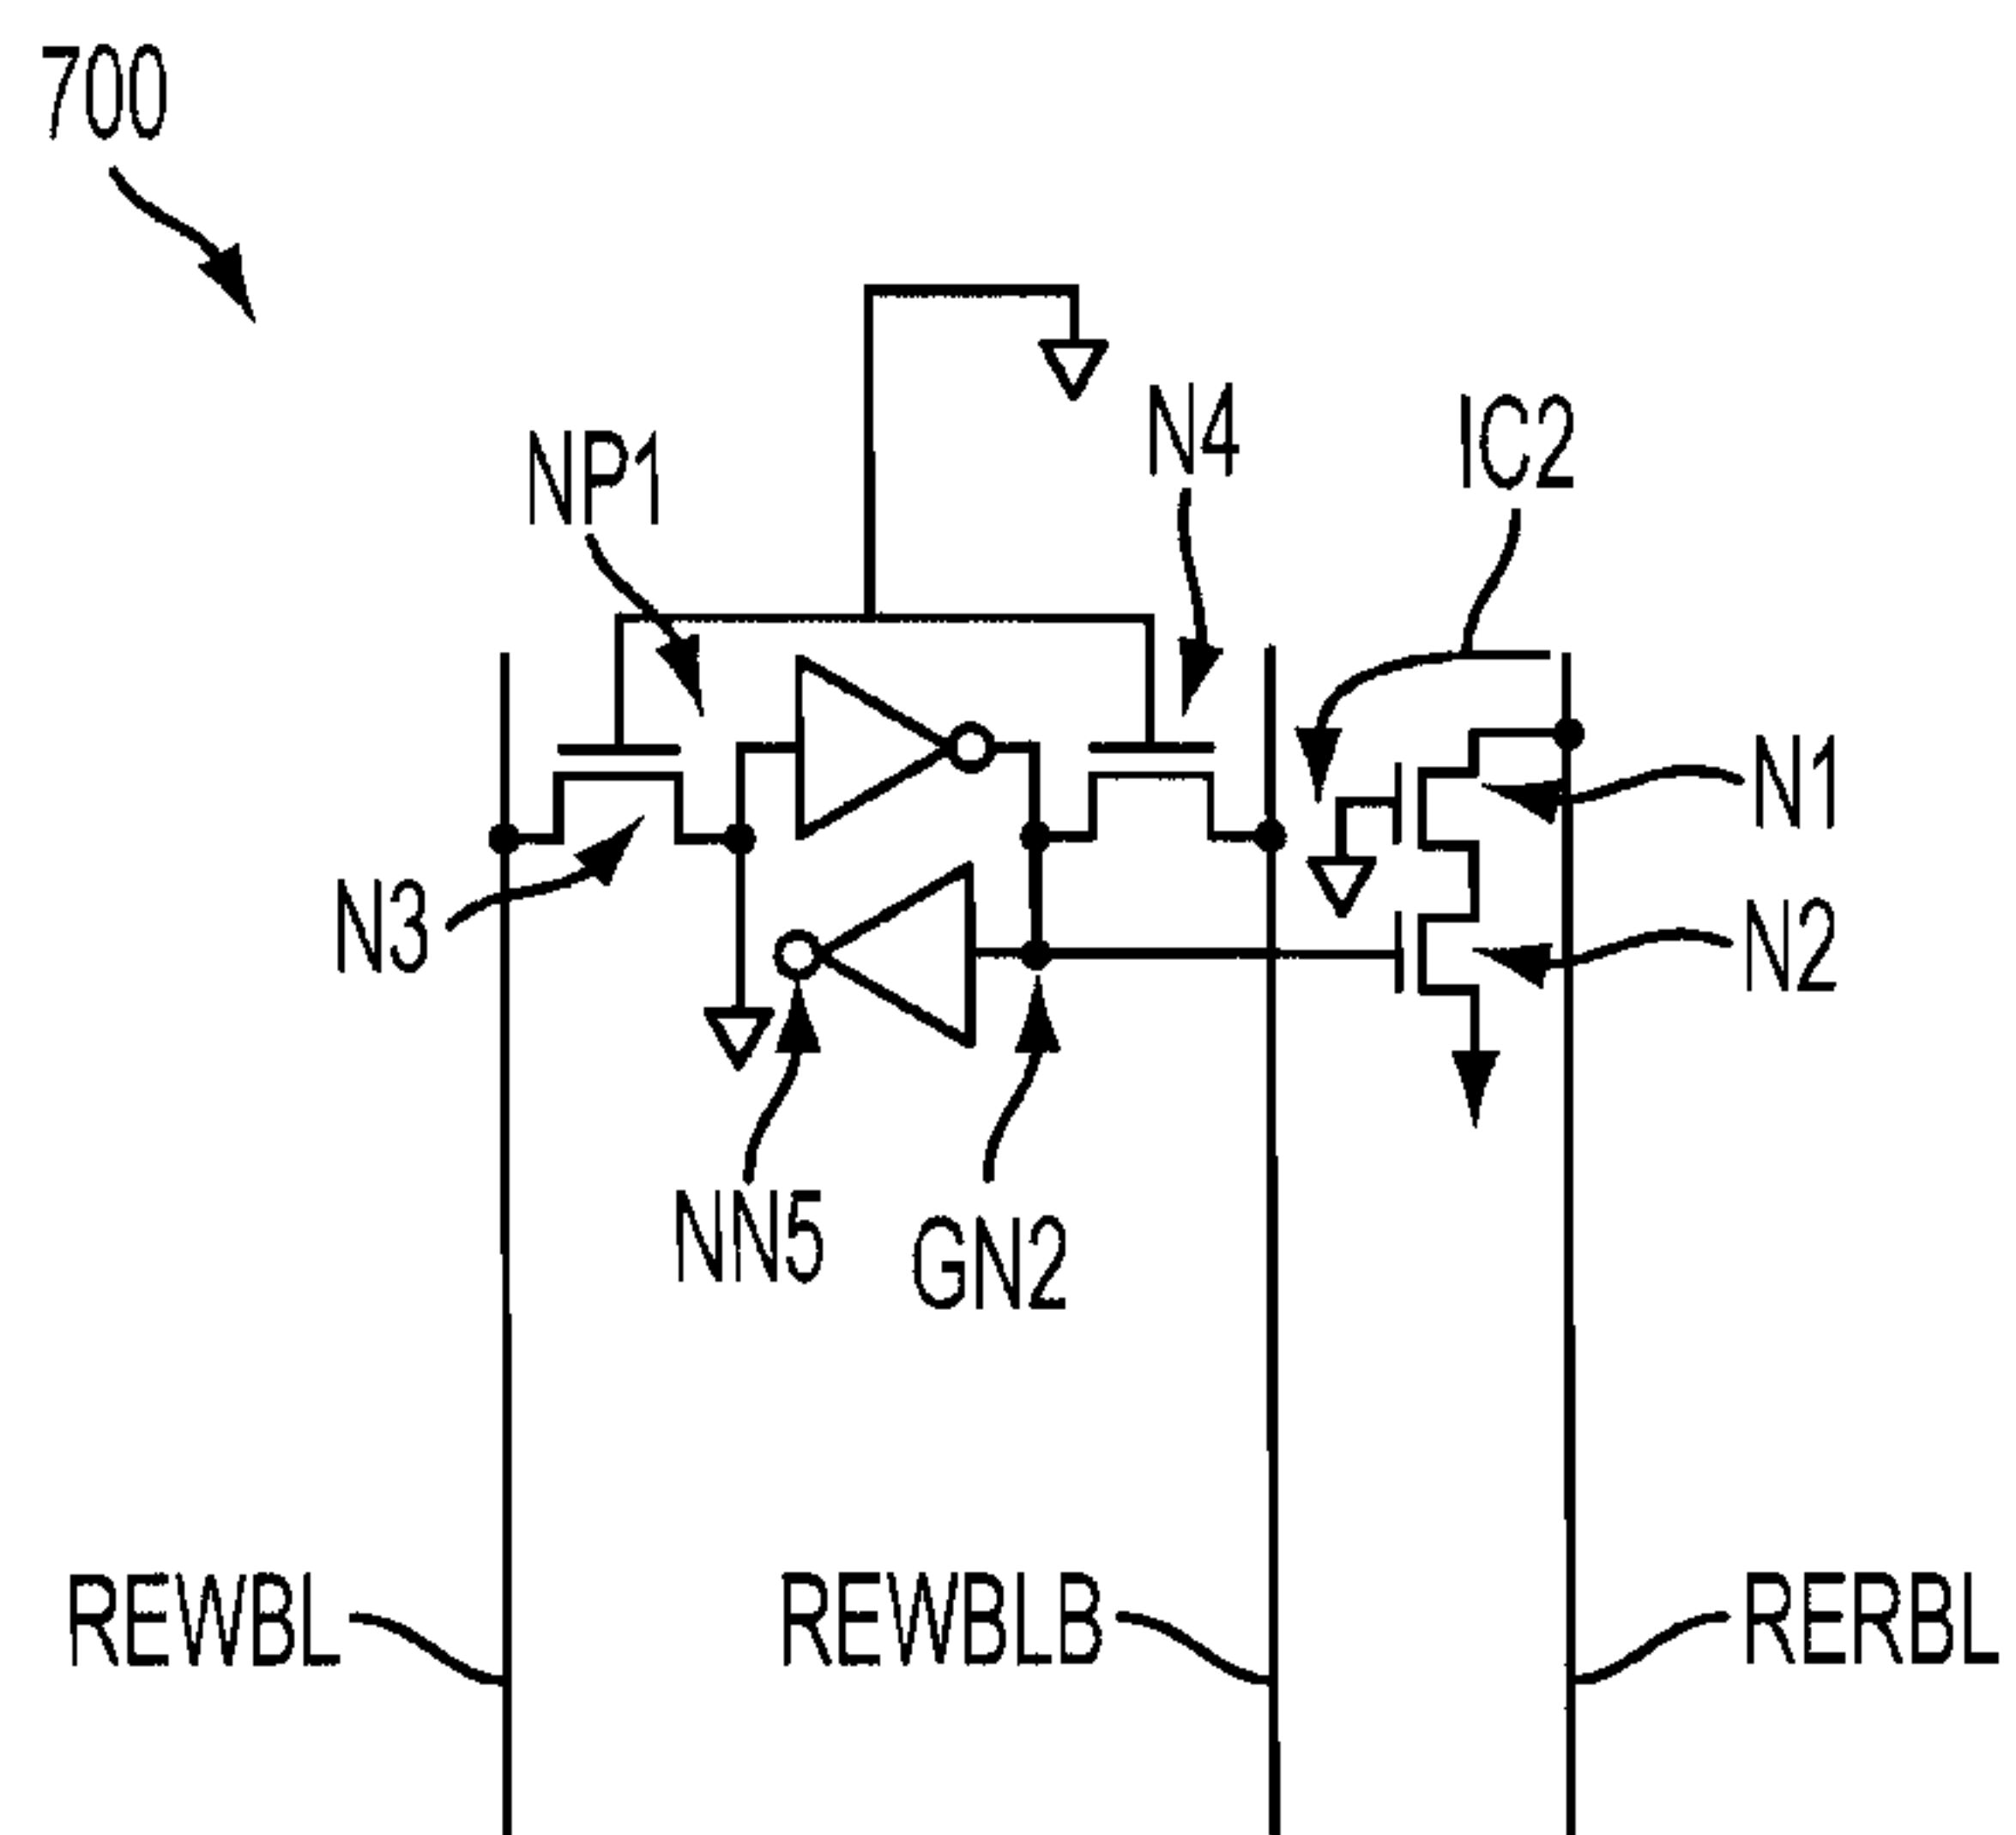 700
N4
IC2
NP1
N1
N3
N2
NN5
GN2
REWBL
REWBLB
RERBL